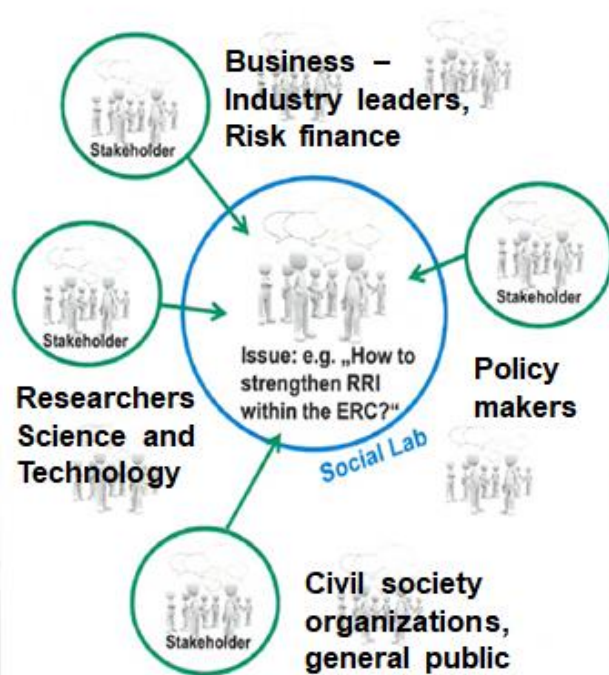 Business –
Industry leaders,
Risk finance
Stakeholder
Stakeholder
Stakeholder
Issue: e.g. „How to
strengthen RRI
within the ERC?“
Social Lab
Researchers
Science and
Technology
Policy
makers
Stakeholder
Civil society
organizations,
general public